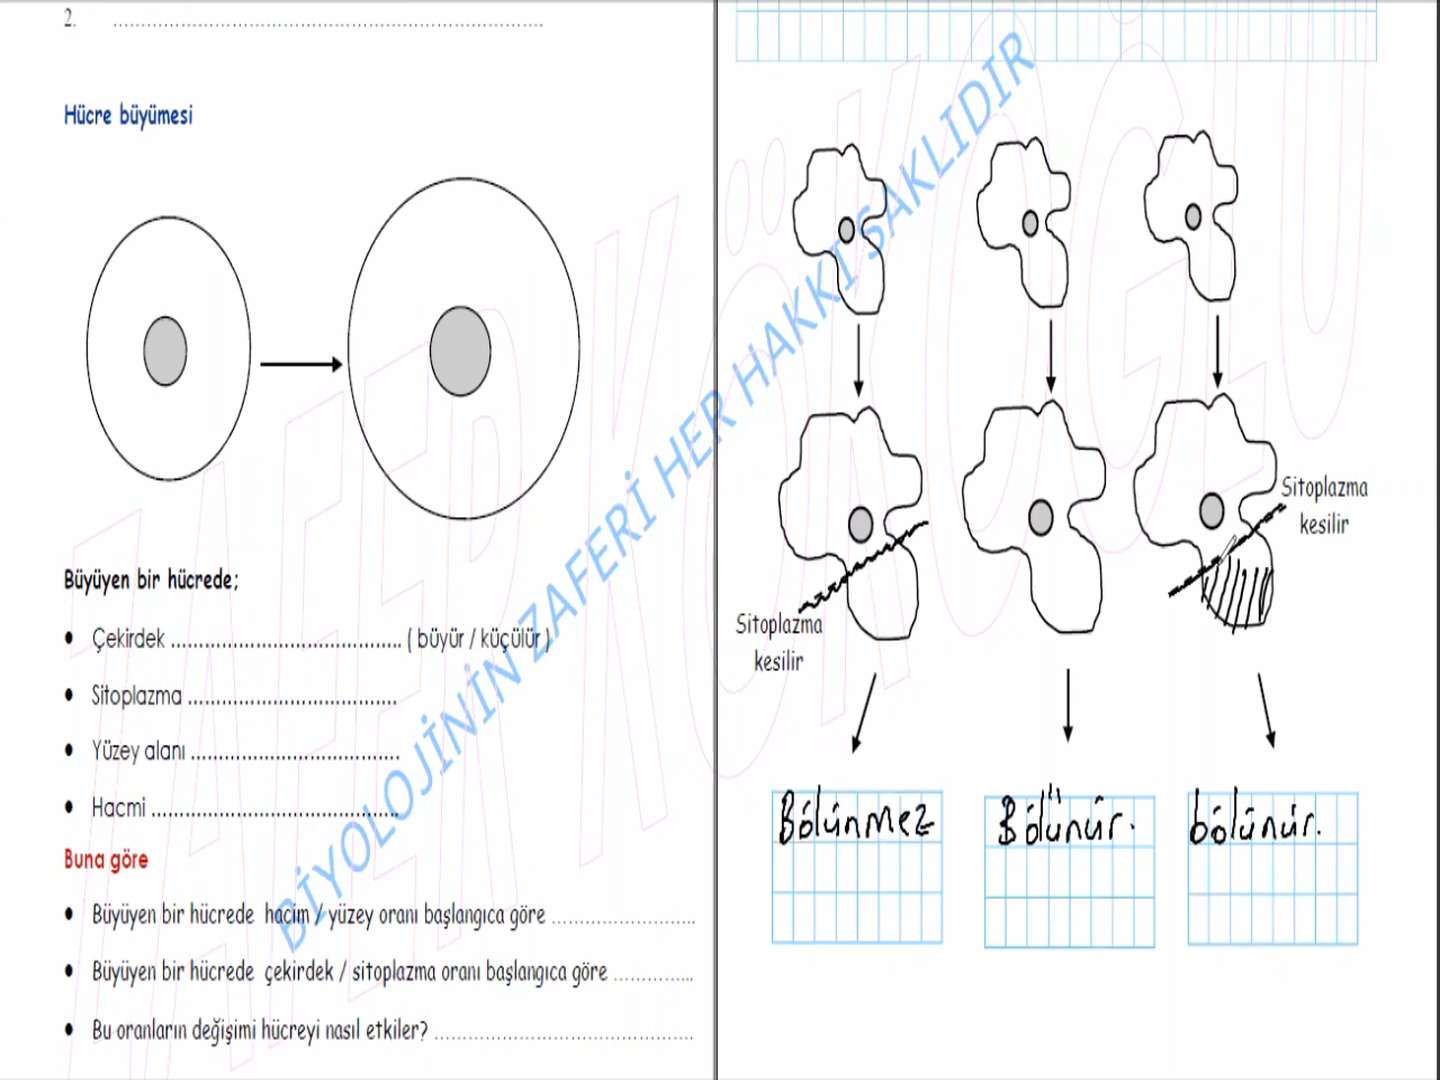 2. ........................................................................
Hücre büyümesi
Büyüyen bir hücrede;
• Çekirdek ...................................... ( büyür / küçülür )
• Sitoplazma ...................................
• Yüzey alanı ...................................
• Hacmi .........................................
Buna göre
• Büyüyen bir hücrede hacim / yüzey oranı başlangıca göre ........................
• Büyüyen bir hücrede çekirdek / sitoplazma oranı başlangıca göre ..............
• Bu oranların değişimi hücreyi nasıl etkiler? ...........................................
BİYOLOJİNİN ZAFERİ HER HAKKI SAKLIDIR
ZAFER KÖKOĞLU
Sitoplazma
kesilir
Sitoplazma
kesilir
Bölünmez
Bölünür.
bölünür.